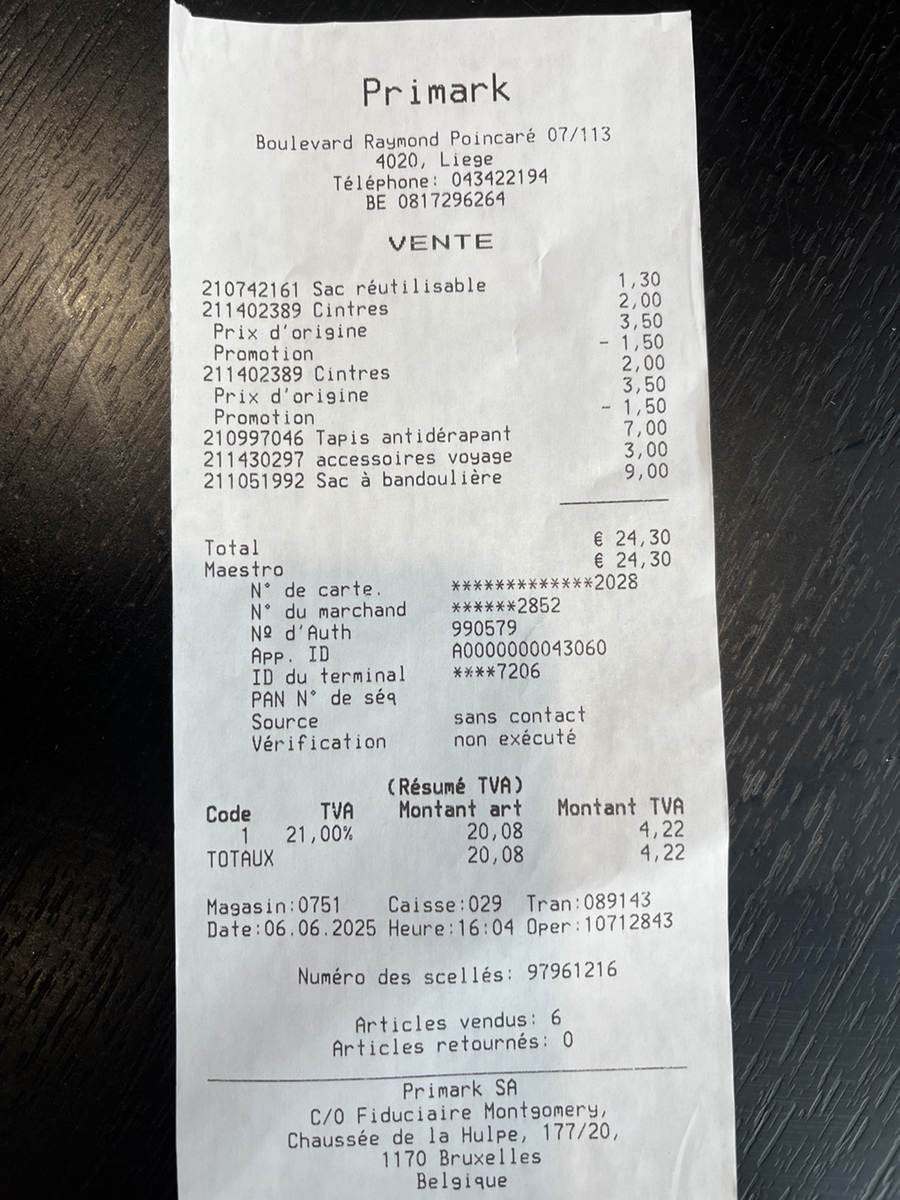 Primark
Boulevard Raymond Poincaré 07/113
4020, Liege
Téléphone: 043422194
BE 0817296264
VENTE
210742161 Sac réutilisable 1,30
211402389 Cintres 2,00
Prix d'origine 3,50
Promotion - 1,50
211402389 Cintres 2,00
Prix d'origine 3,50
Promotion - 1,50
210997046 Tapis antidérapant 7,00
211430297 accessoires voyage 3,00
211051992 Sac à bandoulière 9,00
Total € 24,30
Maestro € 24,30
N° de carte. *************2028
N° du marchand ******2852
Nº d'Auth 990579
App. ID A0000000043060
ID du terminal ****7206
PAN N° de séq
Source sans contact
Vérification non exécuté
(Résumé TVA)
Code TVA Montant art Montant TVA
1 21,00% 20,08 4,22
TOTAUX 20,08 4,22
Magasin:0751 Caisse:029 Tran:089143
Date:06.06.2025 Heure:16:04 Oper:10712843
Numéro des scellés: 97961216
Articles vendus: 6
Articles retournés: 0
Primark SA
C/O Fiduciaire Montgomery,
Chaussée de la Hulpe, 177/20,
1170 Bruxelles
Belgique